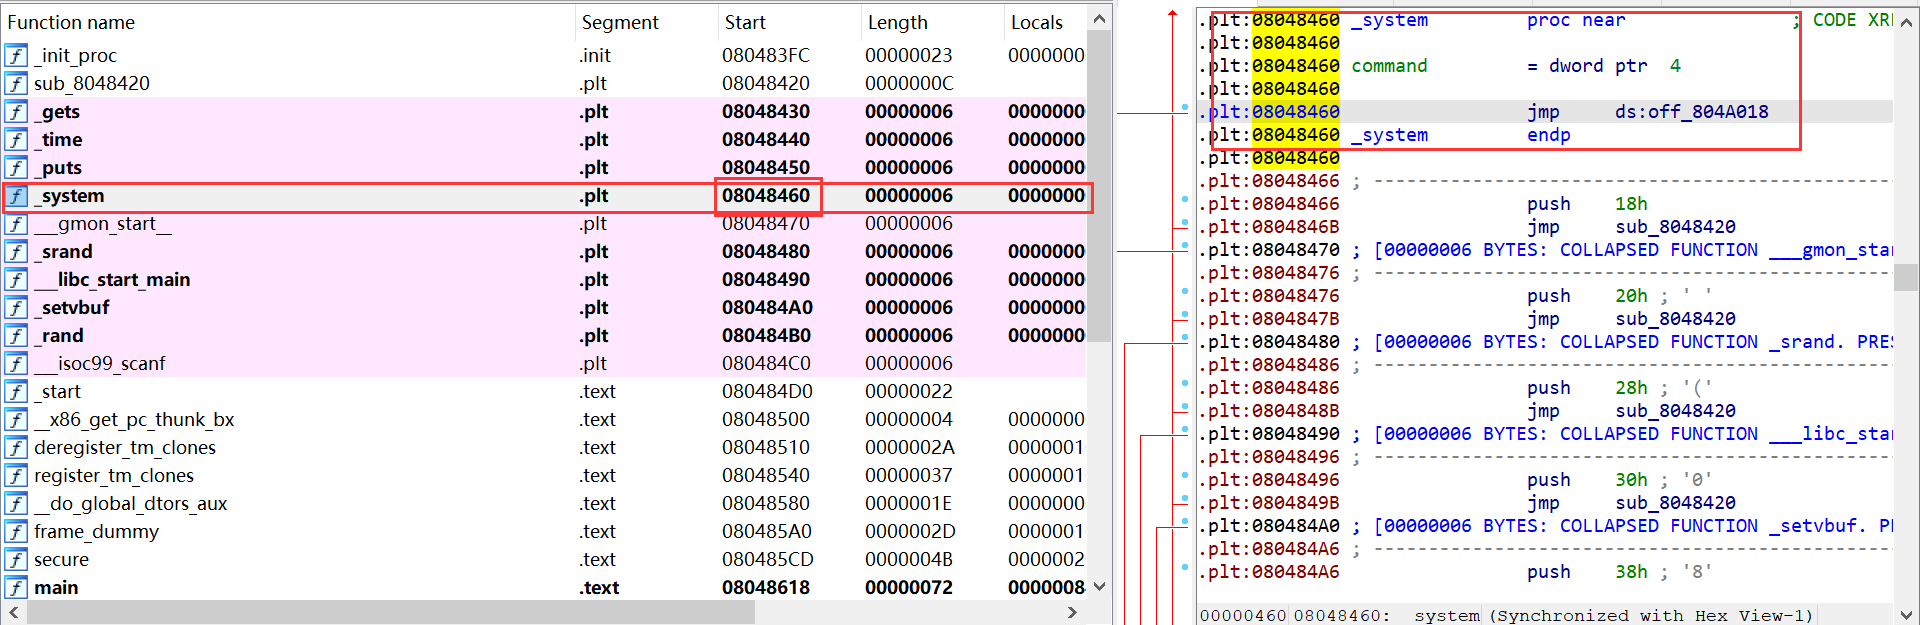 Function name Segment Start Length Locals
_init_proc .init 080483FC 00000023 0000000
sub_8048420 .plt 08048420 0000000C
_gets .plt 08048430 00000006 0000000
_time .plt 08048440 00000006 0000000
_puts .plt 08048450 00000006 0000000
_system .plt 08048460 00000006 0000000
___gmon_start__ .plt 08048470 00000006
_srand .plt 08048480 00000006 0000000
___libc_start_main .plt 08048490 00000006 0000000
_setvbuf .plt 080484A0 00000006 0000000
_rand .plt 080484B0 00000006 0000000
___isoc99_scanf .plt 080484C0 00000006
_start .text 080484D0 00000022
__x86_get_pc_thunk_bx .text 08048500 00000004 0000000
deregister_tm_clones .text 08048510 0000002A 0000001
register_tm_clones .text 08048540 00000037 0000001
__do_global_dtors_aux .text 08048580 0000001E 0000000
frame_dummy .text 080485A0 0000002D 0000001
secure .text 080485CD 0000004B 0000002
main .text 08048618 00000072 0000008
.plt:08048460 _system proc near ; CODE XRE
.plt:08048460
.plt:08048460 command = dword ptr 4
.plt:08048460
.plt:08048460 jmp ds:off_804A018
.plt:08048460 _system endp
.plt:08048460
.plt:08048466 ; ------------------------------------------------
.plt:08048466 push 18h
.plt:0804846B jmp sub_8048420
.plt:08048470 ; [00000006 BYTES: COLLAPSED FUNCTION ___gmon_star
.plt:08048476 ; ------------------------------------------------
.plt:08048476 push 20h ; ' '
.plt:0804847B jmp sub_8048420
.plt:08048480 ; [00000006 BYTES: COLLAPSED FUNCTION _srand. PRES
.plt:08048486 ; ------------------------------------------------
.plt:08048486 push 28h ; '('
.plt:0804848B jmp sub_8048420
.plt:08048490 ; [00000006 BYTES: COLLAPSED FUNCTION ___libc_star
.plt:08048496 ; ------------------------------------------------
.plt:08048496 push 30h ; '0'
.plt:0804849B jmp sub_8048420
.plt:080484A0 ; [00000006 BYTES: COLLAPSED FUNCTION _setvbuf. PR
.plt:080484A6 ; ------------------------------------------------
.plt:080484A6 push 38h ; '8'
00000460 08048460: _system (Synchronized with Hex View-1)